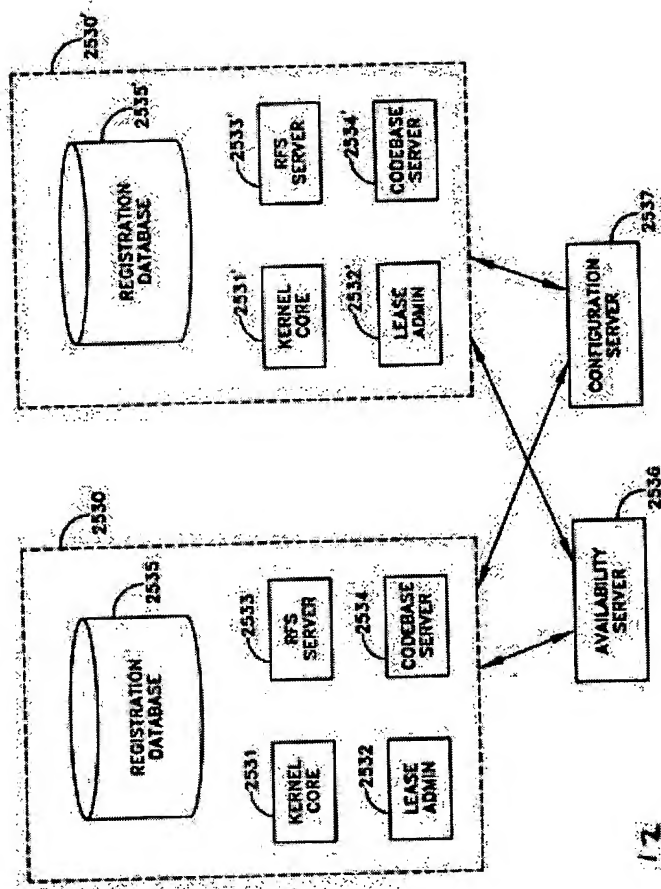 2530
2535
REGISTRATION
DATABASE
2531
KERNEL
CORE
2533
RFS
SERVER
2532
LEASE
ADMIN
2534
CODEBASE
SERVER
2530'
2535'
REGISTRATION
DATABASE
2531'
KERNEL
CORE
2533'
RFS
SERVER
2532'
LEASE
ADMIN
2534'
CODEBASE
SERVER
AVAILABILITY
SERVER
2536
CONFIGURATION
SERVER
2537
12